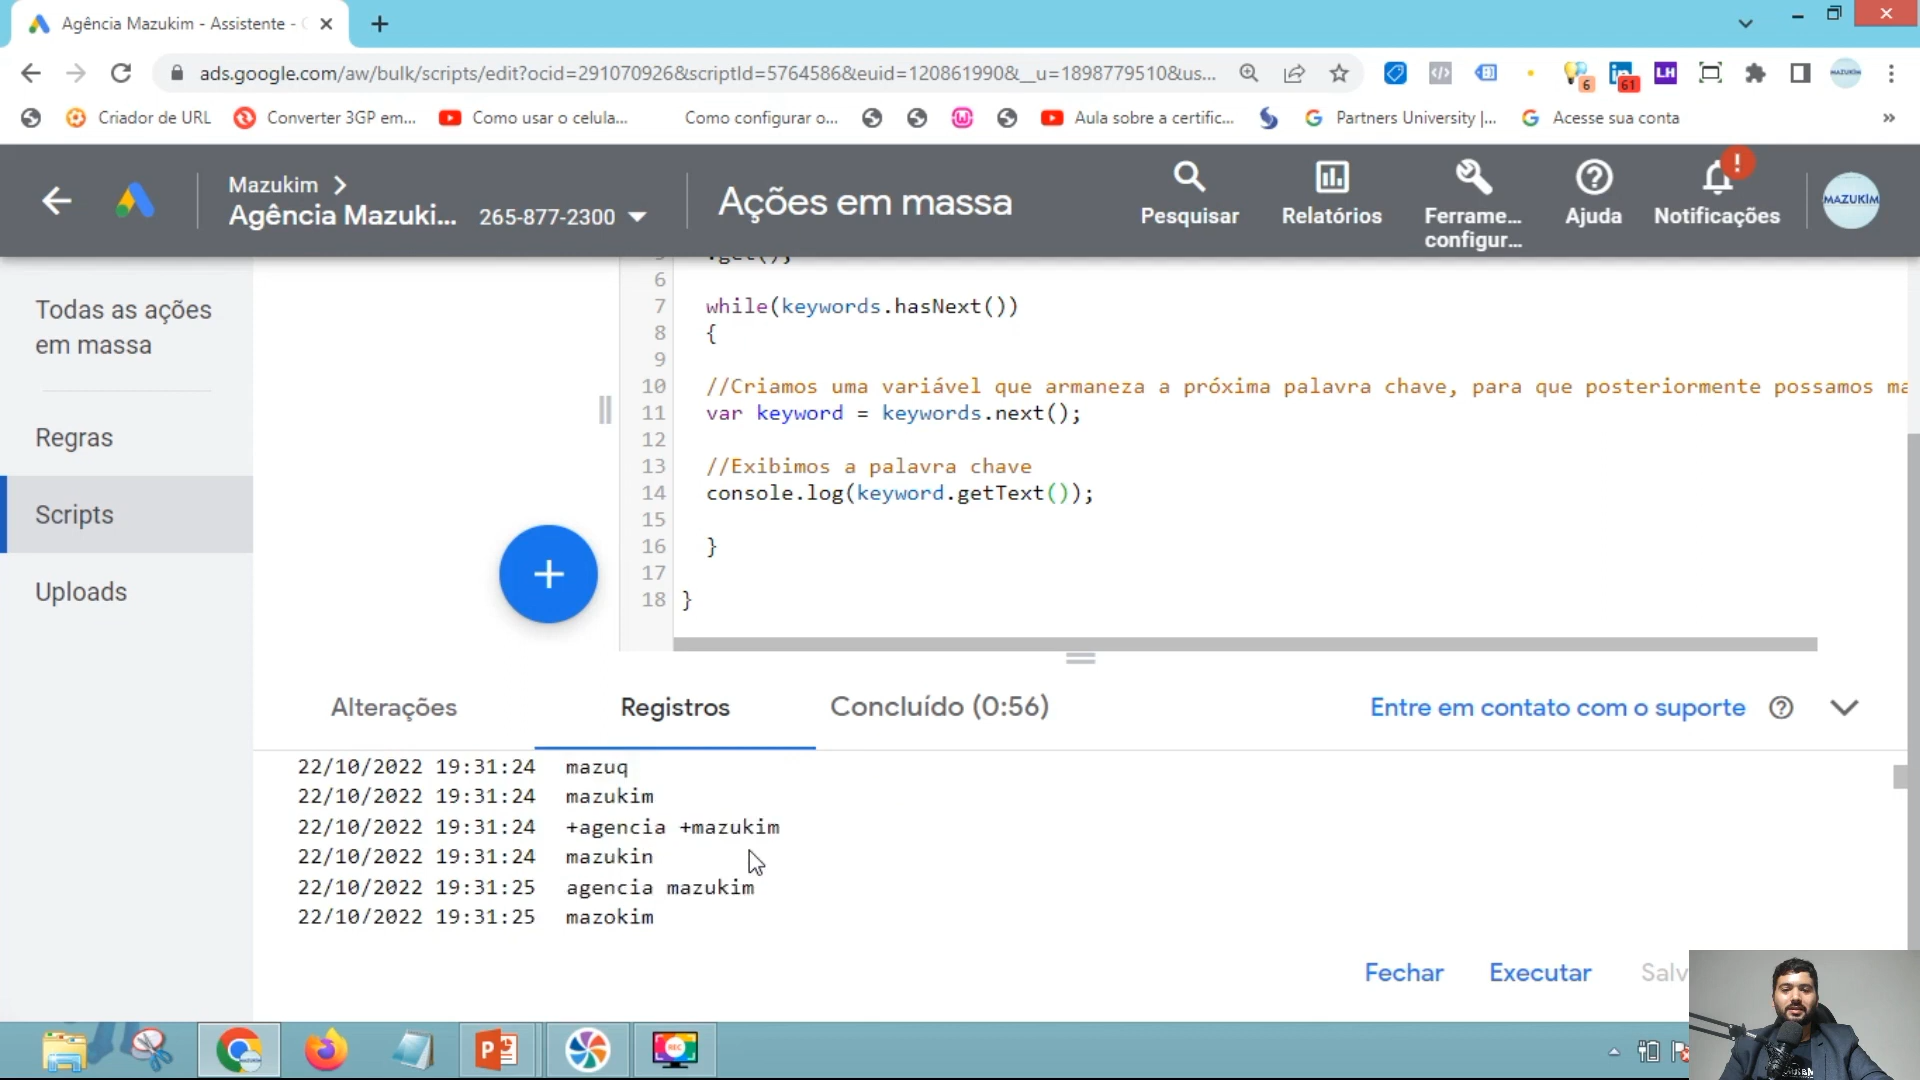 Agência Mazukim - Assistente -
ads.google.com/aw/bulk/scripts/edit?ocid=291070926&scriptId=5764586&euid=120861990&__u=1898779510&us...
6
61
LH
MAZUKIM
Criador de URL
Converter 3GP em...
Como usar o celula...
Como configurar o...
Aula sobre a certific...
Partners University |...
Acesse sua conta
»
Mazukim
Agência Mazuki... 265-877-2300
Ações em massa
Pesquisar
Relatórios
Ferrame...
configur...
Ajuda
!
Notificações
MAZUKIM
Todas as ações
em massa
Regras
Scripts
Uploads
.get();
6
7 while(keywords.hasNext())
8 {
9
10 //Criamos uma variável que armaneza a próxima palavra chave, para que posteriormente possamos ma
11 var keyword = keywords.next();
12
13 //Exibimos a palavra chave
14 console.log(keyword.getText());
15
16 }
17
18 }
Alterações
Registros
Concluído (0:56)
Entre em contato com o suporte
22/10/2022 19:31:24 mazuq
22/10/2022 19:31:24 mazukim
22/10/2022 19:31:24 +agencia +mazukim
22/10/2022 19:31:24 mazukin
22/10/2022 19:31:25 agencia mazukim
22/10/2022 19:31:25 mazokim
Fechar
Executar
Salv
P
REC